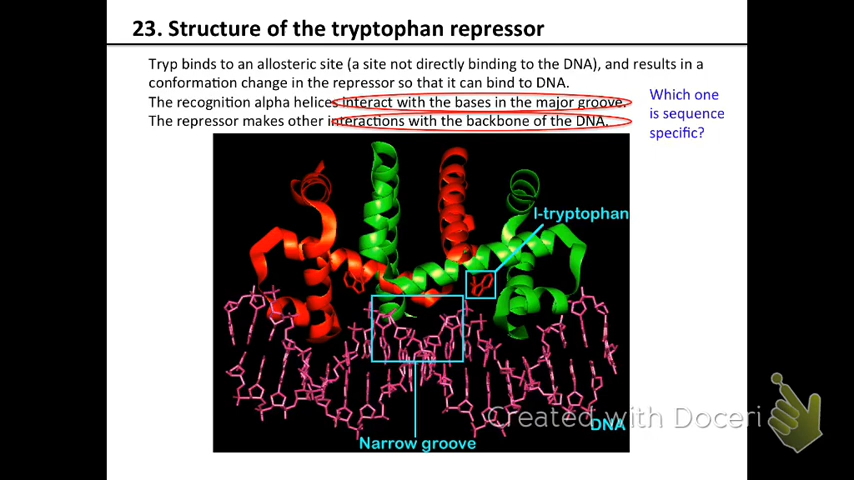 23. Structure of the tryptophan repressor
Tryp binds to an allosteric site (a site not directly binding to the DNA), and results in a
conformation change in the repressor so that it can bind to DNA.
The recognition alpha helices interact with the bases in the major groove.
The repressor makes other interactions with the backbone of the DNA.
Which one
is sequence
specific?
l-tryptophan
Created with Doceri
DNA
Narrow groove